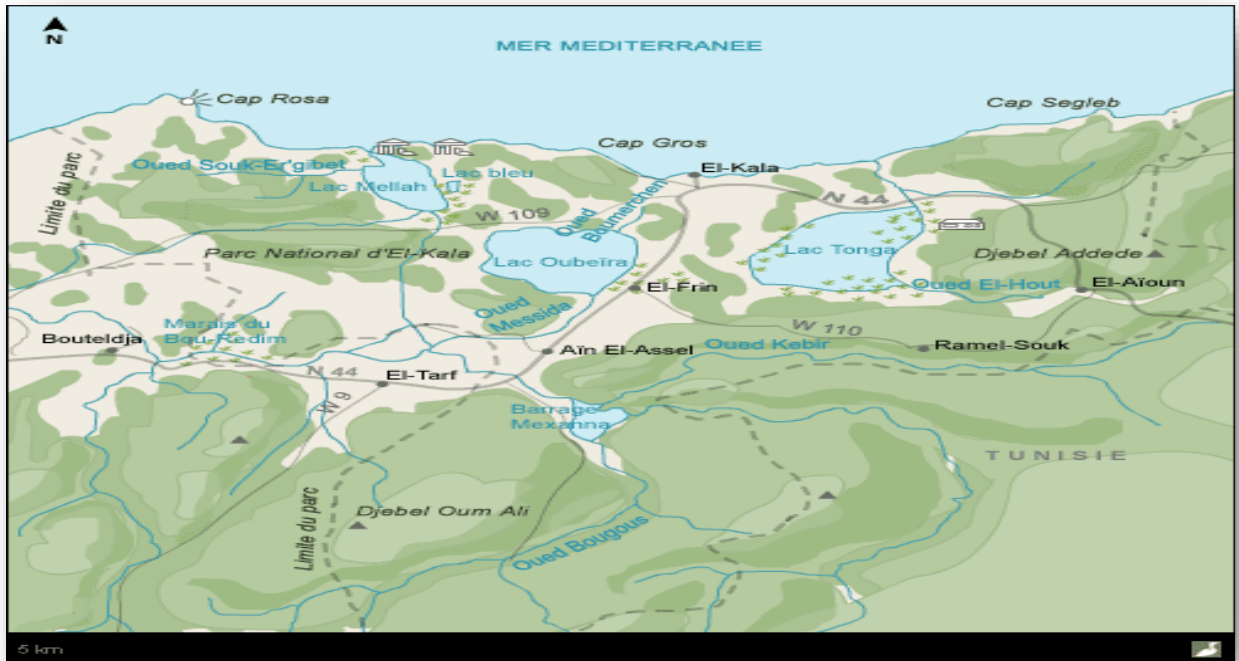 N
MER MEDITERRANEE
Cap Rosa
Cap Segleb
Cap Gros
Oued Souk-Er'gibet
Lac Mellah
Lac bleu
El-Kala
Limite du parc
W 109
Oued
Boumerchen
N 44
Parc National d'El-Kala
Lac Oubeïra
Lac Tonga
Djebel Addede
El-Frin
Oued El-Hout
El-Aïoun
Oued
Messida
Marais du
Bou-Redim
Bouteldja
W 110
Aïn El-Assel
Oued Kebir
Ramel-Souk
N 44
El-Tarf
W 9
Barrage
Mexanna
TUNISIE
Limite du parc
Djebel Oum Ali
Oued Bougous
5 km